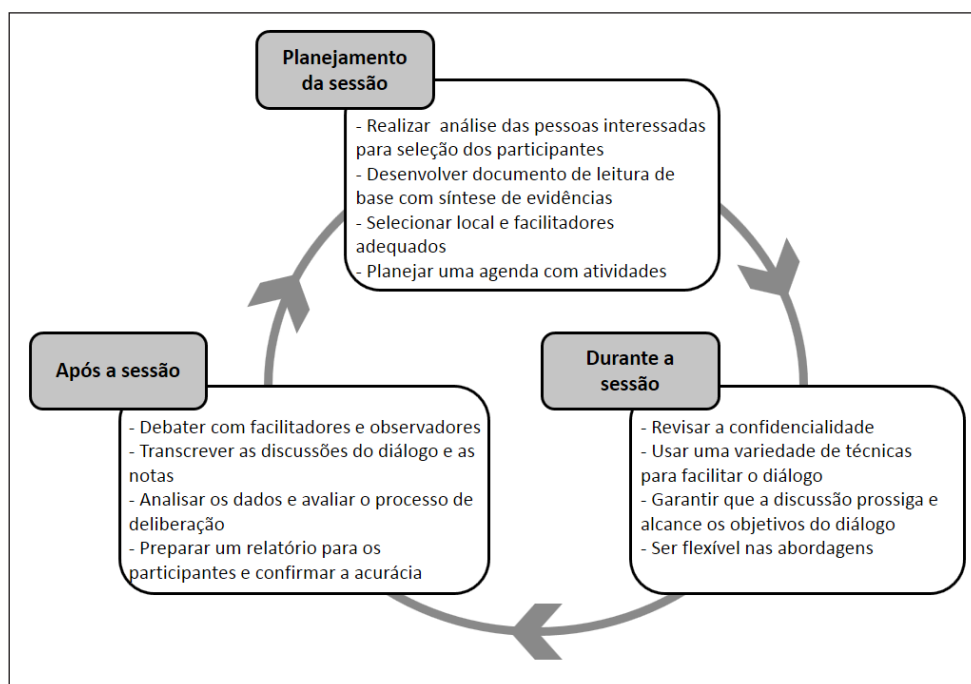 Planejamento
da sessão
- Realizar análise das pessoas interessadas
para seleção dos participantes
- Desenvolver documento de leitura de
base com síntese de evidências
- Selecionar local e facilitadores
adequados
- Planejar uma agenda com atividades
Durante a
sessão
- Revisar a confidencialidade
- Usar uma variedade de técnicas
para facilitar o diálogo
- Garantir que a discussão prossiga e
alcance os objetivos do diálogo
- Ser flexível nas abordagens
Após a sessão
- Debater com facilitadores e observadores
- Transcrever as discussões do diálogo e as
notas
- Analisar os dados e avaliar o processo de
deliberação
- Preparar um relatório para os
participantes e confirmar a acurácia